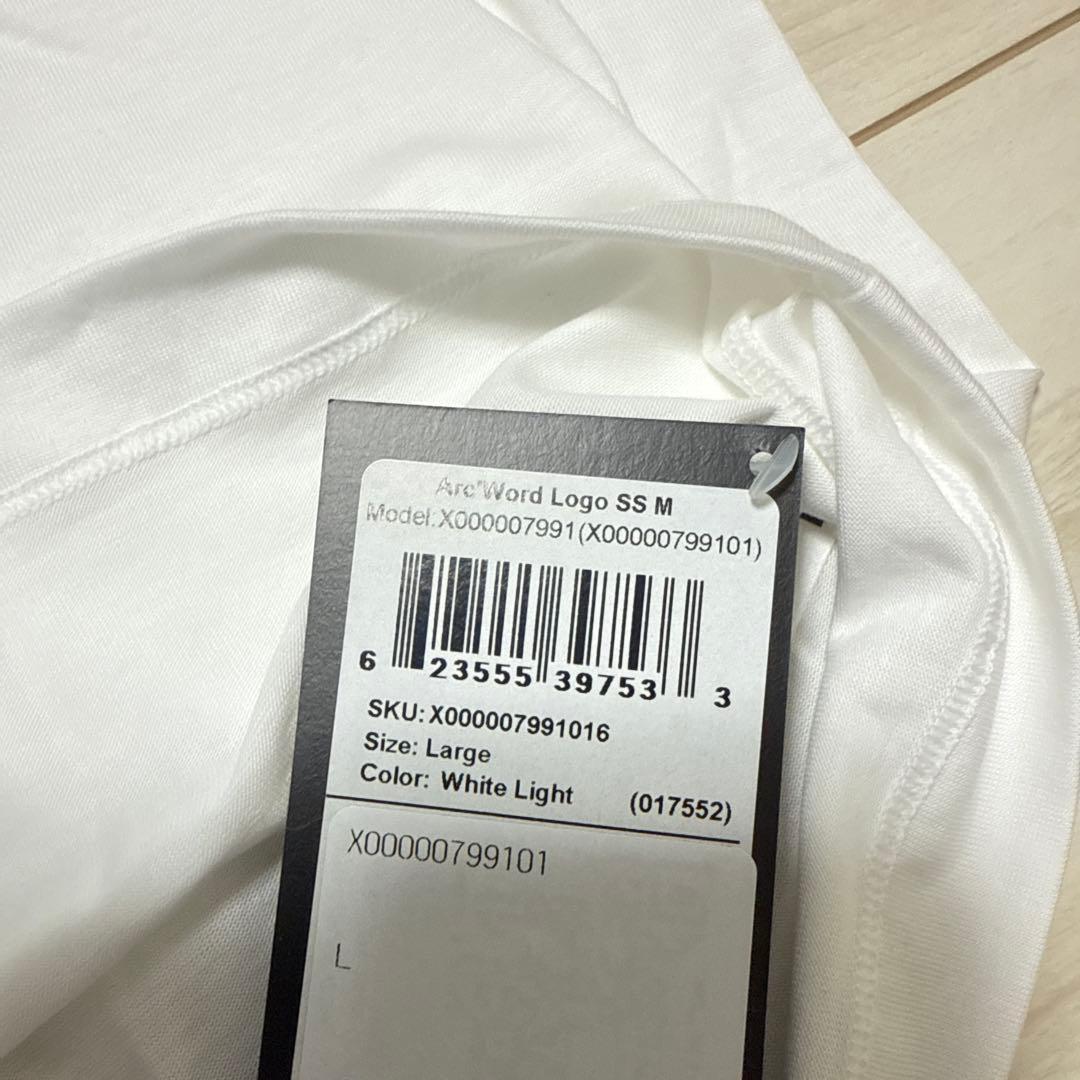 Arc'Word Logo SS M
Model:X000007991(X00000799101)
6 23555 39753 3
SKU: X000007991016
Size: Large
Color: White Light (017552)
X00000799101
L